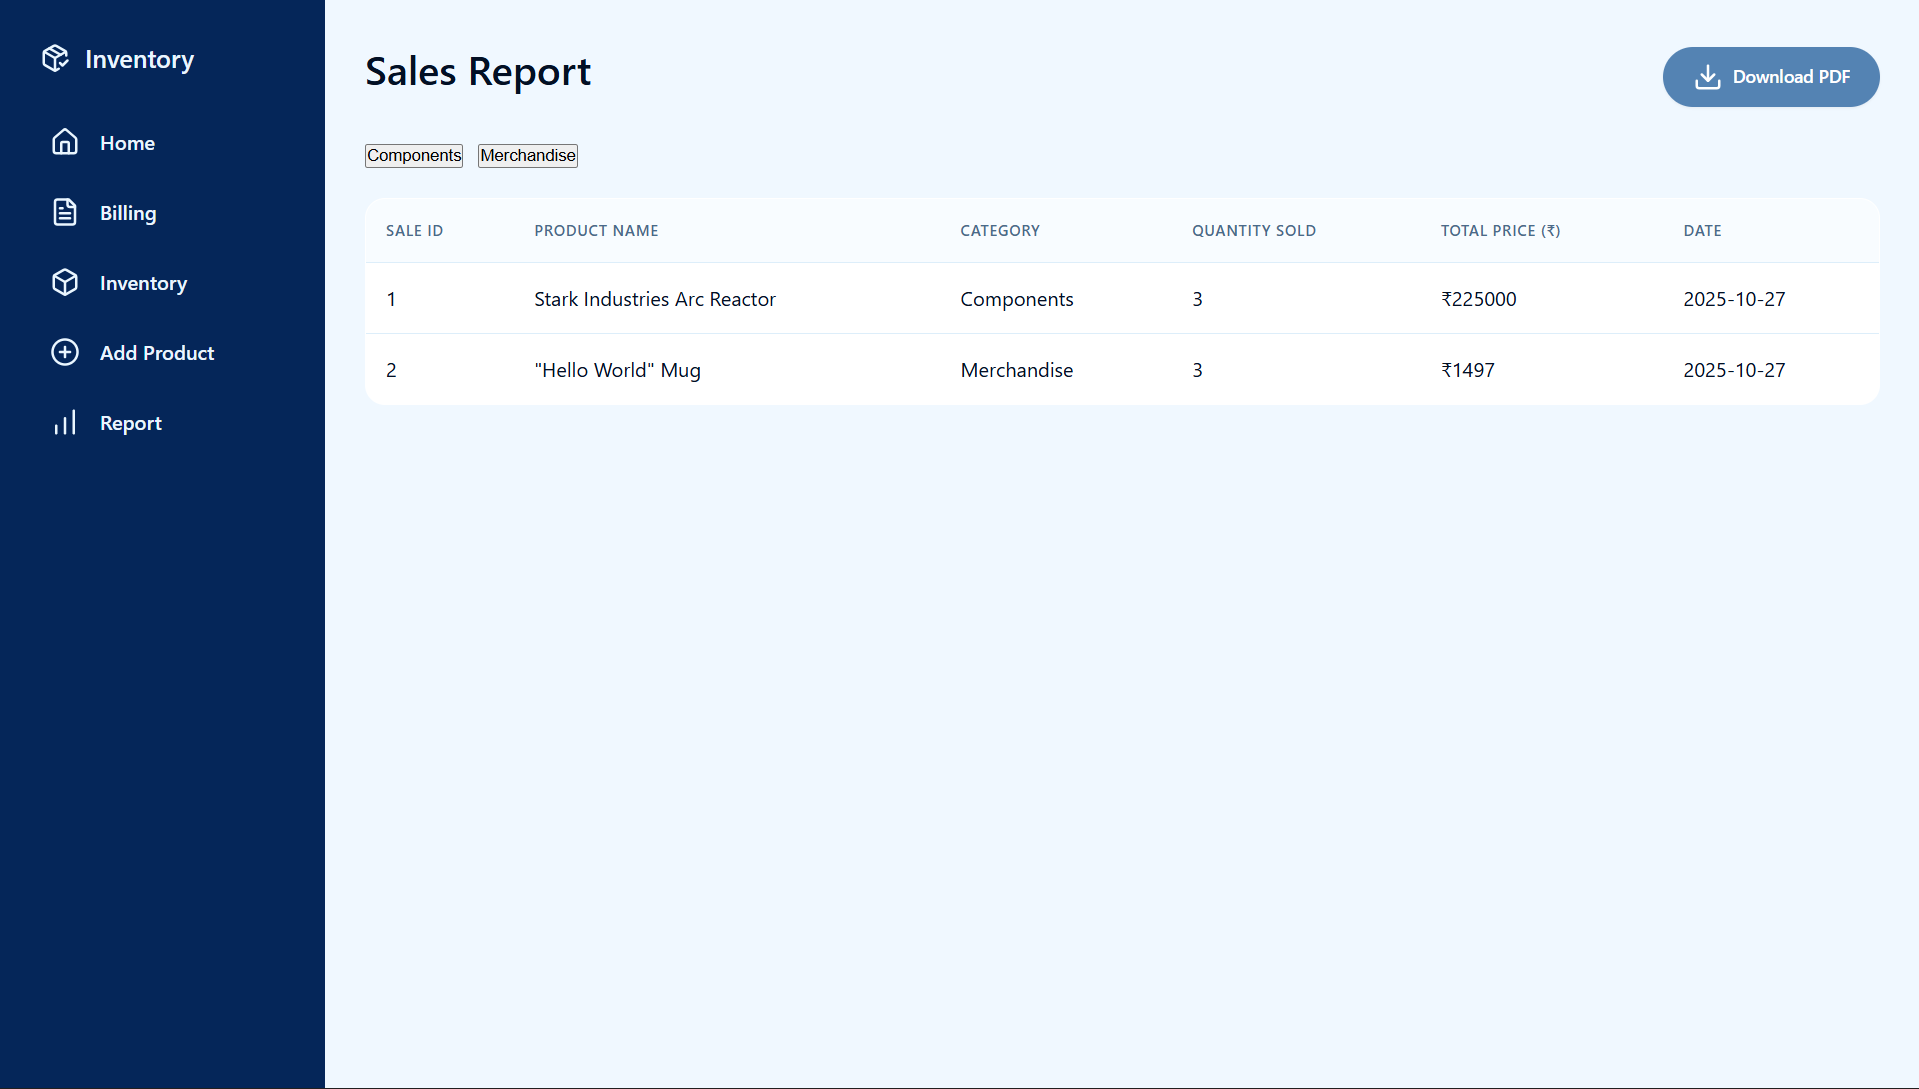 Inventory
Home
Billing
Inventory
Add Product
Report
Sales Report
Download PDF
Components Merchandise
SALE ID PRODUCT NAME CATEGORY QUANTITY SOLD TOTAL PRICE (₹) DATE
1 Stark Industries Arc Reactor Components 3 ₹225000 2025-10-27
2 "Hello World" Mug Merchandise 3 ₹1497 2025-10-27